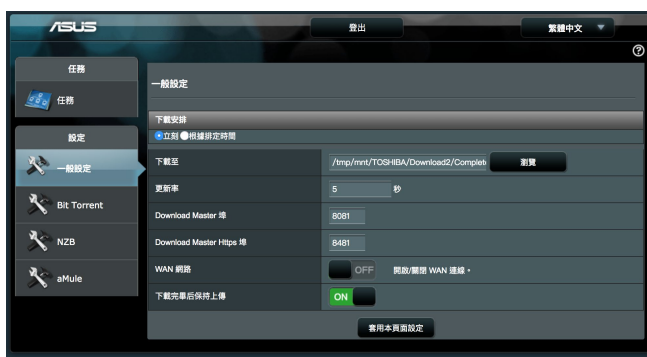 ASUS
登出
繁體中文
?
任務
任務
設定
一般設定
Bit Torrent
NZB
aMule
一般設定
下載安排
立刻 根據排定時間
下載至 /tmp/mnt/TOSHIBA/Download2/Complet 瀏覽
更新率 5 秒
Download Master 埠 8081
Download Master Https 埠 8481
WAN 網路 OFF 開啟/關閉 WAN 連線。
下載完畢后保持上傳 ON
套用本頁面設定